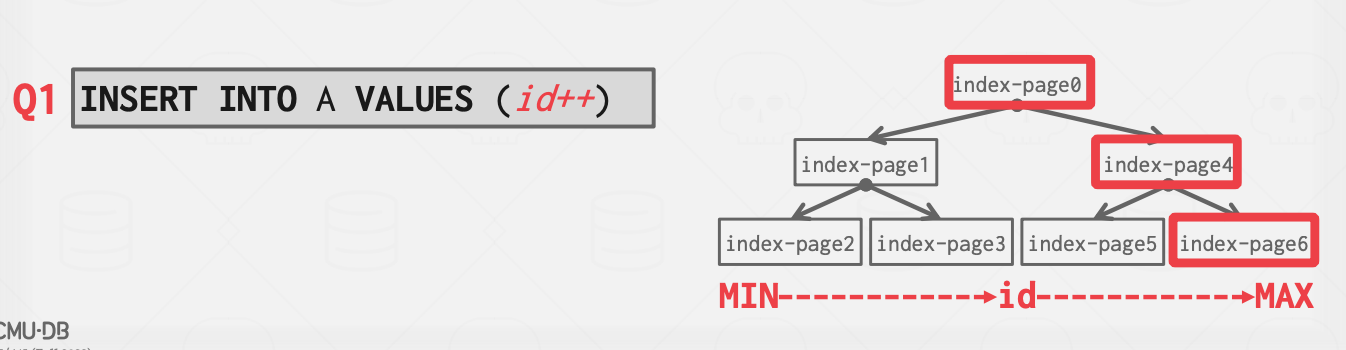 Q1 INSERT INTO A VALUES (id++)
index-page0
index-page1 index-page4
index-page2 index-page3 index-page5 index-page6
MIN id MAX
CMU·DB